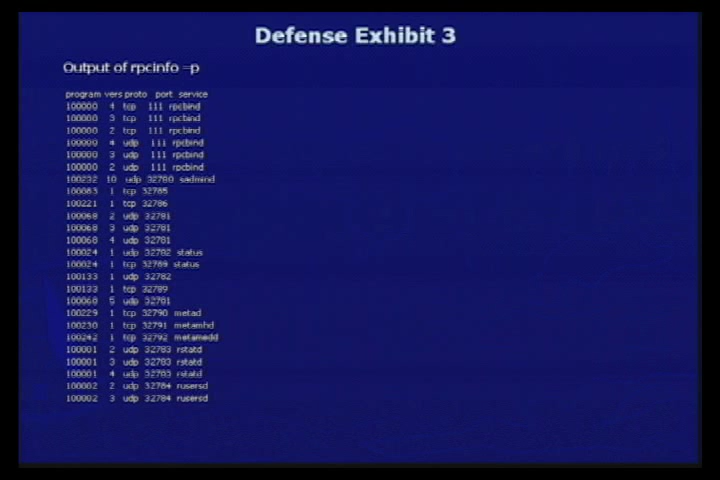 Defense Exhibit 3
Output of rpcinfo –p
program vers proto port service
100000 4 tcp 111 rpcbind
100000 3 tcp 111 rpcbind
100000 2 tcp 111 rpcbind
100000 4 udp 111 rpcbind
100000 3 udp 111 rpcbind
100000 2 udp 111 rpcbind
100232 10 udp 32780 sadmind
100083 1 tcp 32785
100221 1 tcp 32786
100068 2 udp 32781
100068 3 udp 32781
100068 4 udp 32781
100024 1 udp 32782 status
100024 1 tcp 32789 status
100133 1 udp 32782
100133 1 tcp 32789
100068 5 udp 32781
100229 1 tcp 32790 metad
100230 1 tcp 32791 metamhd
100242 1 tcp 32792 metamedd
100001 2 udp 32783 rstatd
100001 3 udp 32783 rstatd
100001 4 udp 32783 rstatd
100002 2 udp 32784 rusersd
100002 3 udp 32784 rusersd